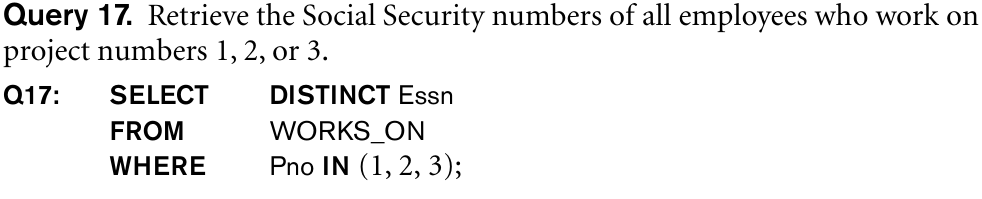 Query 17. Retrieve the Social Security numbers of all employees who work on
project numbers 1, 2, or 3.
Q17: SELECT DISTINCT Essn
FROM WORKS_ON
WHERE Pno IN (1, 2, 3);